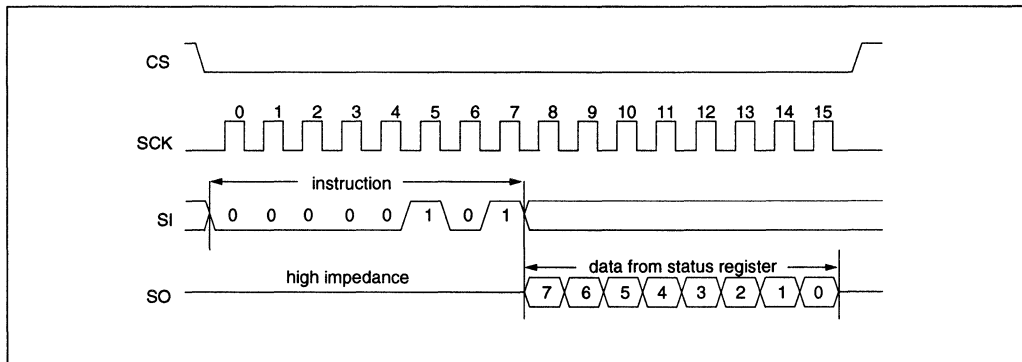 CS
0 1 2 3 4 5 6 7 8 9 10 11 12 13 14 15
SCK
instruction
SI 0 0 0 0 0 1 0 1
high impedance data from status register
SO 7 6 5 4 3 2 1 0